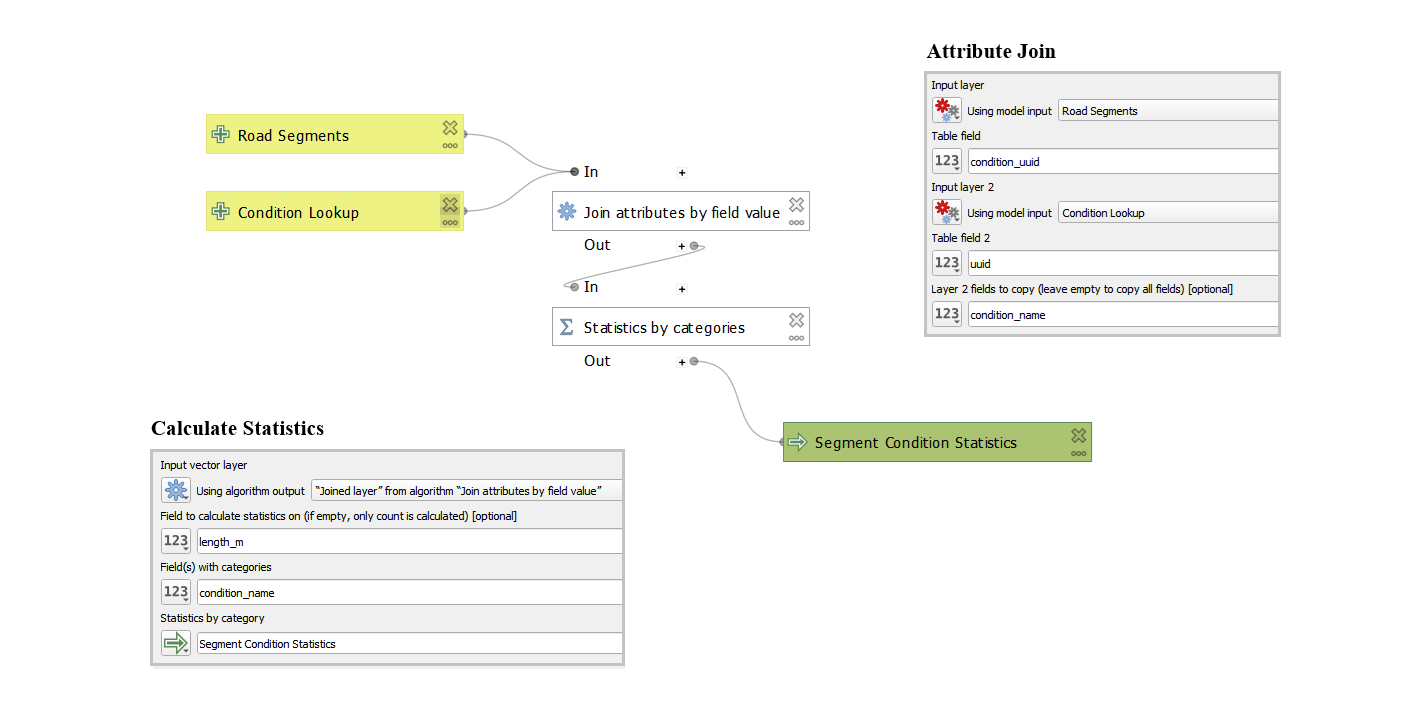 Attribute Join
Input layer
Using model input Road Segments
Table field
123 condition_uuid
Input layer 2
Using model input Condition Lookup
Table field 2
123 uuid
Layer 2 fields to copy (leave empty to copy all fields) [optional]
123 condition_name
Road Segments
Condition Lookup
In +
Join attributes by field value
Out +
In +
Statistics by categories
Out +
Segment Condition Statistics
Calculate Statistics
Input vector layer
Using algorithm output “Joined layer” from algorithm “Join attributes by field value”
Field to calculate statistics on (if empty, only count is calculated) [optional]
123 length_m
Field(s) with categories
123 condition_name
Statistics by category
Segment Condition Statistics